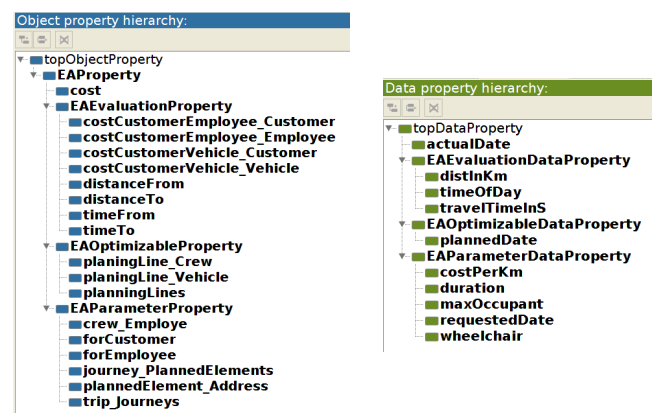 Object property hierarchy:
topObjectProperty
EAProperty
cost
EAEvaluationProperty
costCustomerEmployee_Customer
costCustomerEmployee_Employee
costCustomerVehicle_Customer
costCustomerVehicle_Vehicle
distanceFrom
distanceTo
timeFrom
timeTo
EAOptimizableProperty
planingLine_Crew
planingLine_Vehicle
planningLines
EAParameterProperty
crew_Employe
forCustomer
forEmployee
journey_PlannedElements
plannedElement_Address
trip_Journeys
Data property hierarchy:
topDataProperty
actualDate
EAEvaluationDataProperty
distInKm
timeOfDay
travelTimeInS
EAOptimizableDataProperty
plannedDate
EAParameterDataProperty
costPerKm
duration
maxOccupant
requestedDate
wheelchair